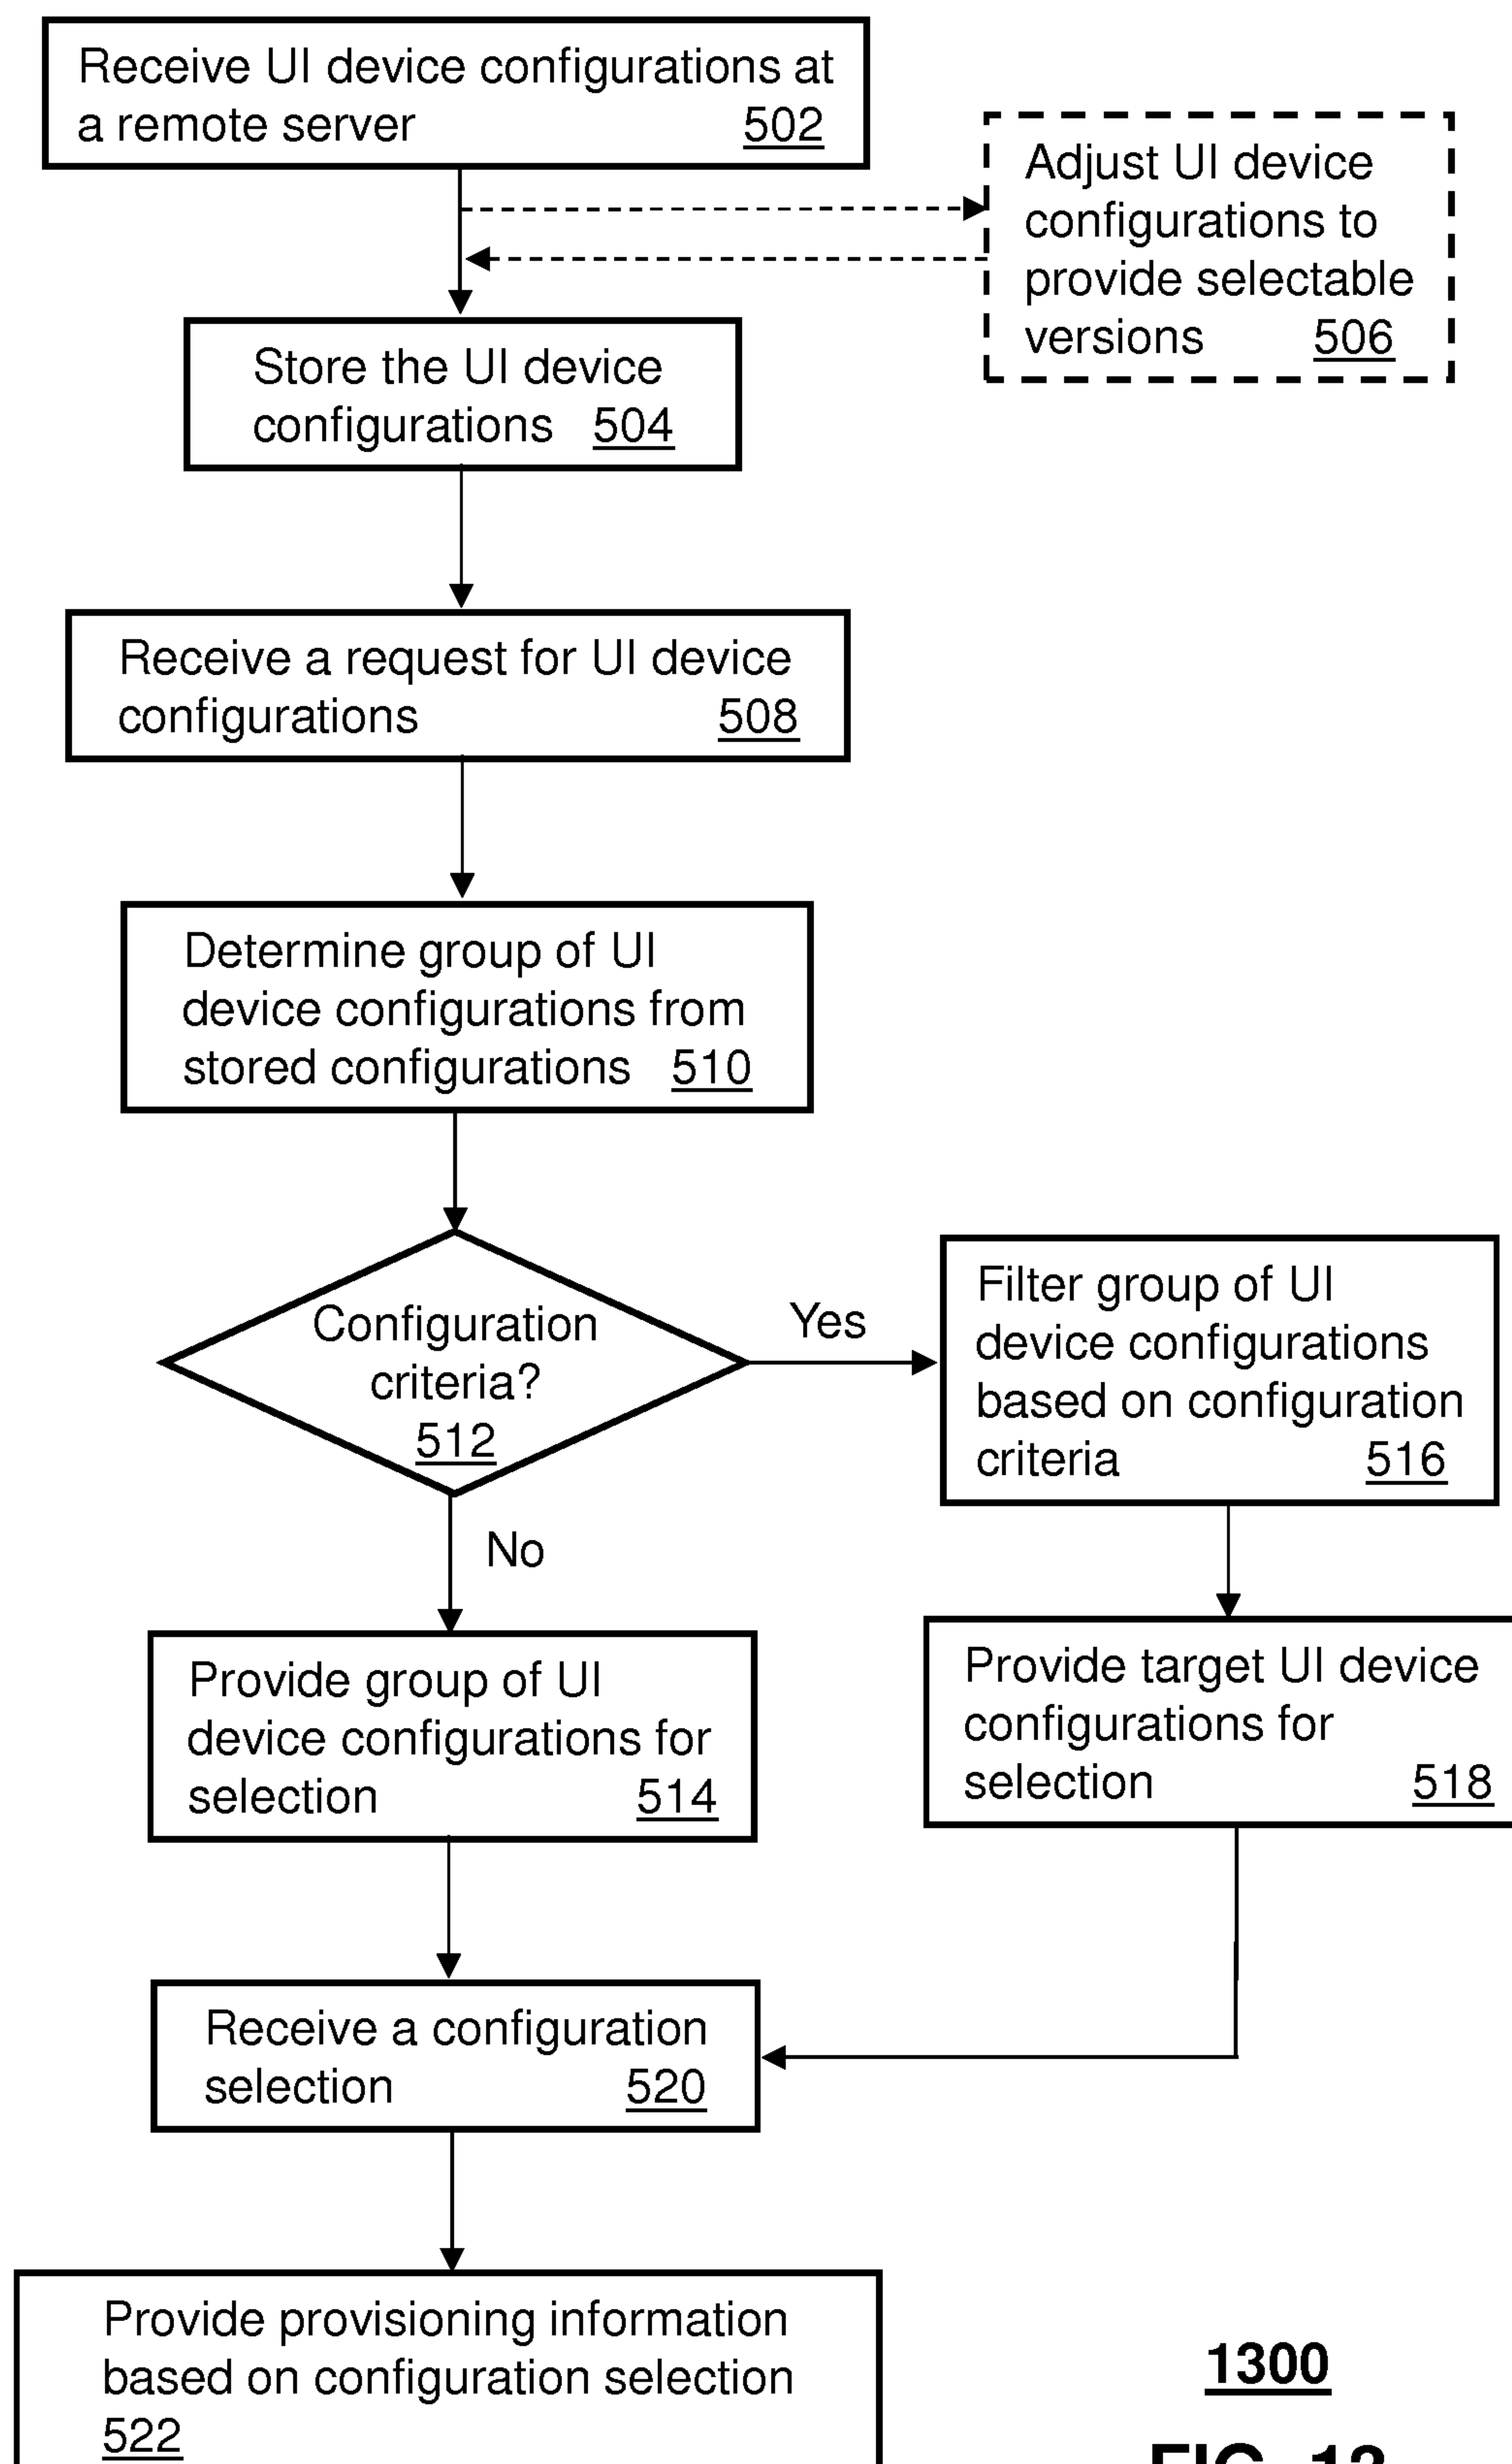 Receive UI device configurations at
a remote server 502
Adjust UI device
configurations to
provide selectable
versions 506
Store the UI device
configurations 504
Receive a request for UI device
configurations 508
Determine group of UI
device configurations from
stored configurations 510
Configuration
criteria?
512
Yes
Filter group of UI
device configurations
based on configuration
criteria 516
No
Provide group of UI
device configurations for
selection 514
Provide target UI device
configurations for
selection 518
Receive a configuration
selection 520
Provide provisioning information
based on configuration selection
522
1300
FIG. 13